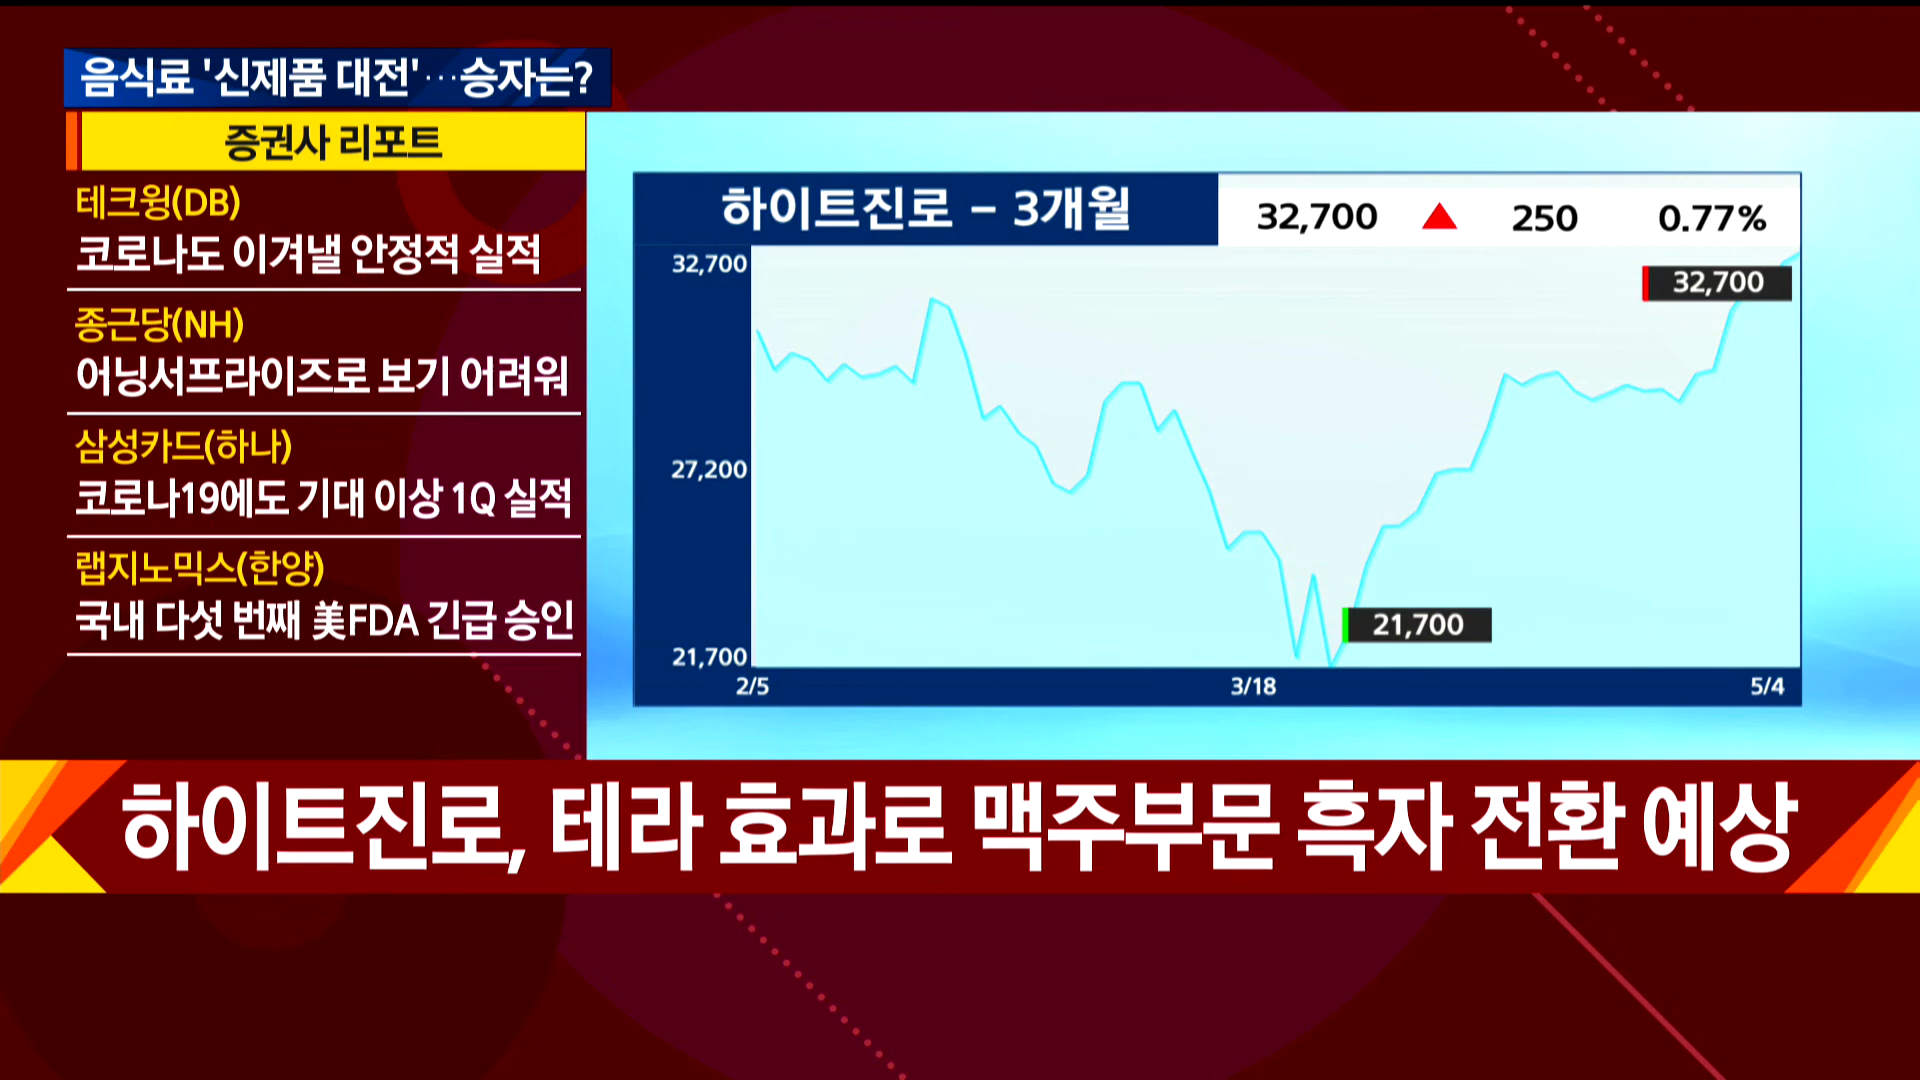 음식료 '신제품 대전'…승자는?
증권사 리포트
테크윙(DB)
코로나도 이겨낼 안정적 실적
종근당(NH)
어닝서프라이즈로 보기 어려워
삼성카드(하나)
코로나19에도 기대 이상 1Q 실적
랩지노믹스(한양)
국내 다섯 번째 美FDA 긴급 승인
하이트진로 - 3개월
32,700 ▲ 250 0.77%
32,700
32,700
27,200
21,700
21,700
2/5 3/18 5/4
하이트진로, 테라 효과로 맥주부문 흑자 전환 예상